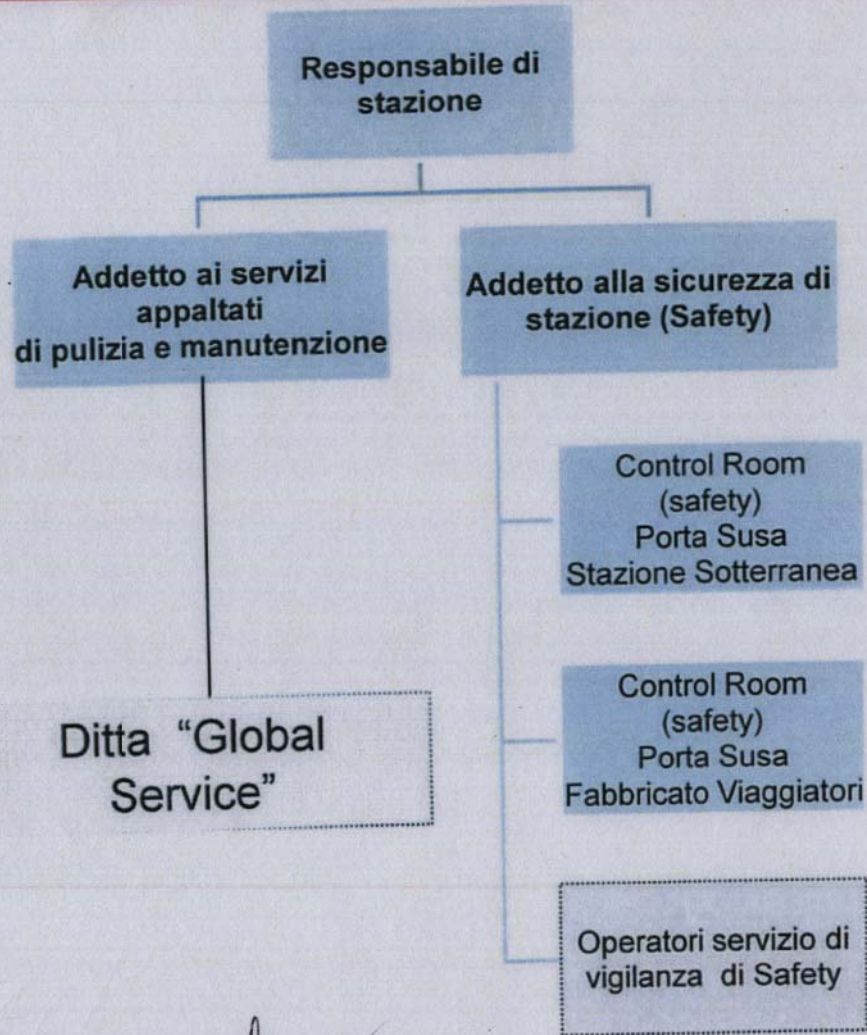 Responsabile di
stazione
Addetto ai servizi
appaltati
di pulizia e manutenzione
Addetto alla sicurezza di
stazione (Safety)
Control Room
(safety)
Porta Susa
Stazione Sotterranea
Control Room
(safety)
Porta Susa
Fabbricato Viaggiatori
Ditta “Global
Service”
Operatori servizio di
vigilanza di Safety